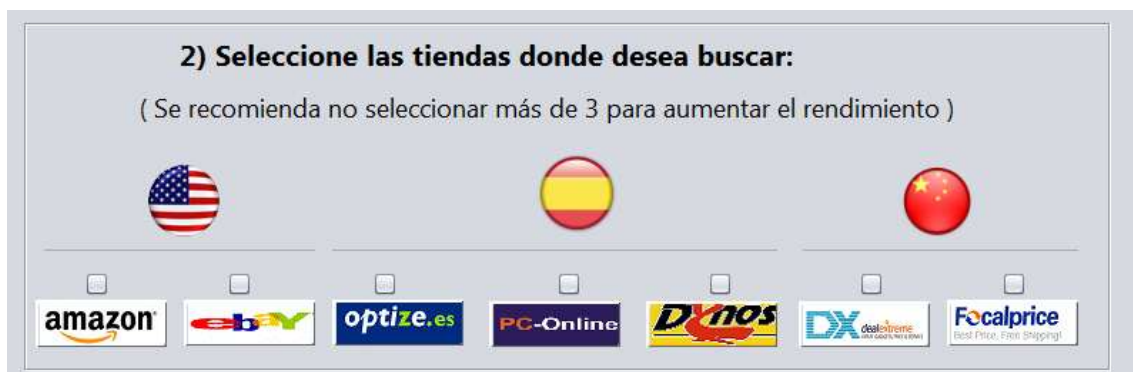 2) Seleccione las tiendas donde desea buscar:
( Se recomienda no seleccionar más de 3 para aumentar el rendimiento )
amazon ebay optize.es PC-Online Dynos DX dealextreme Focalprice
Best Price, Free Shipping!